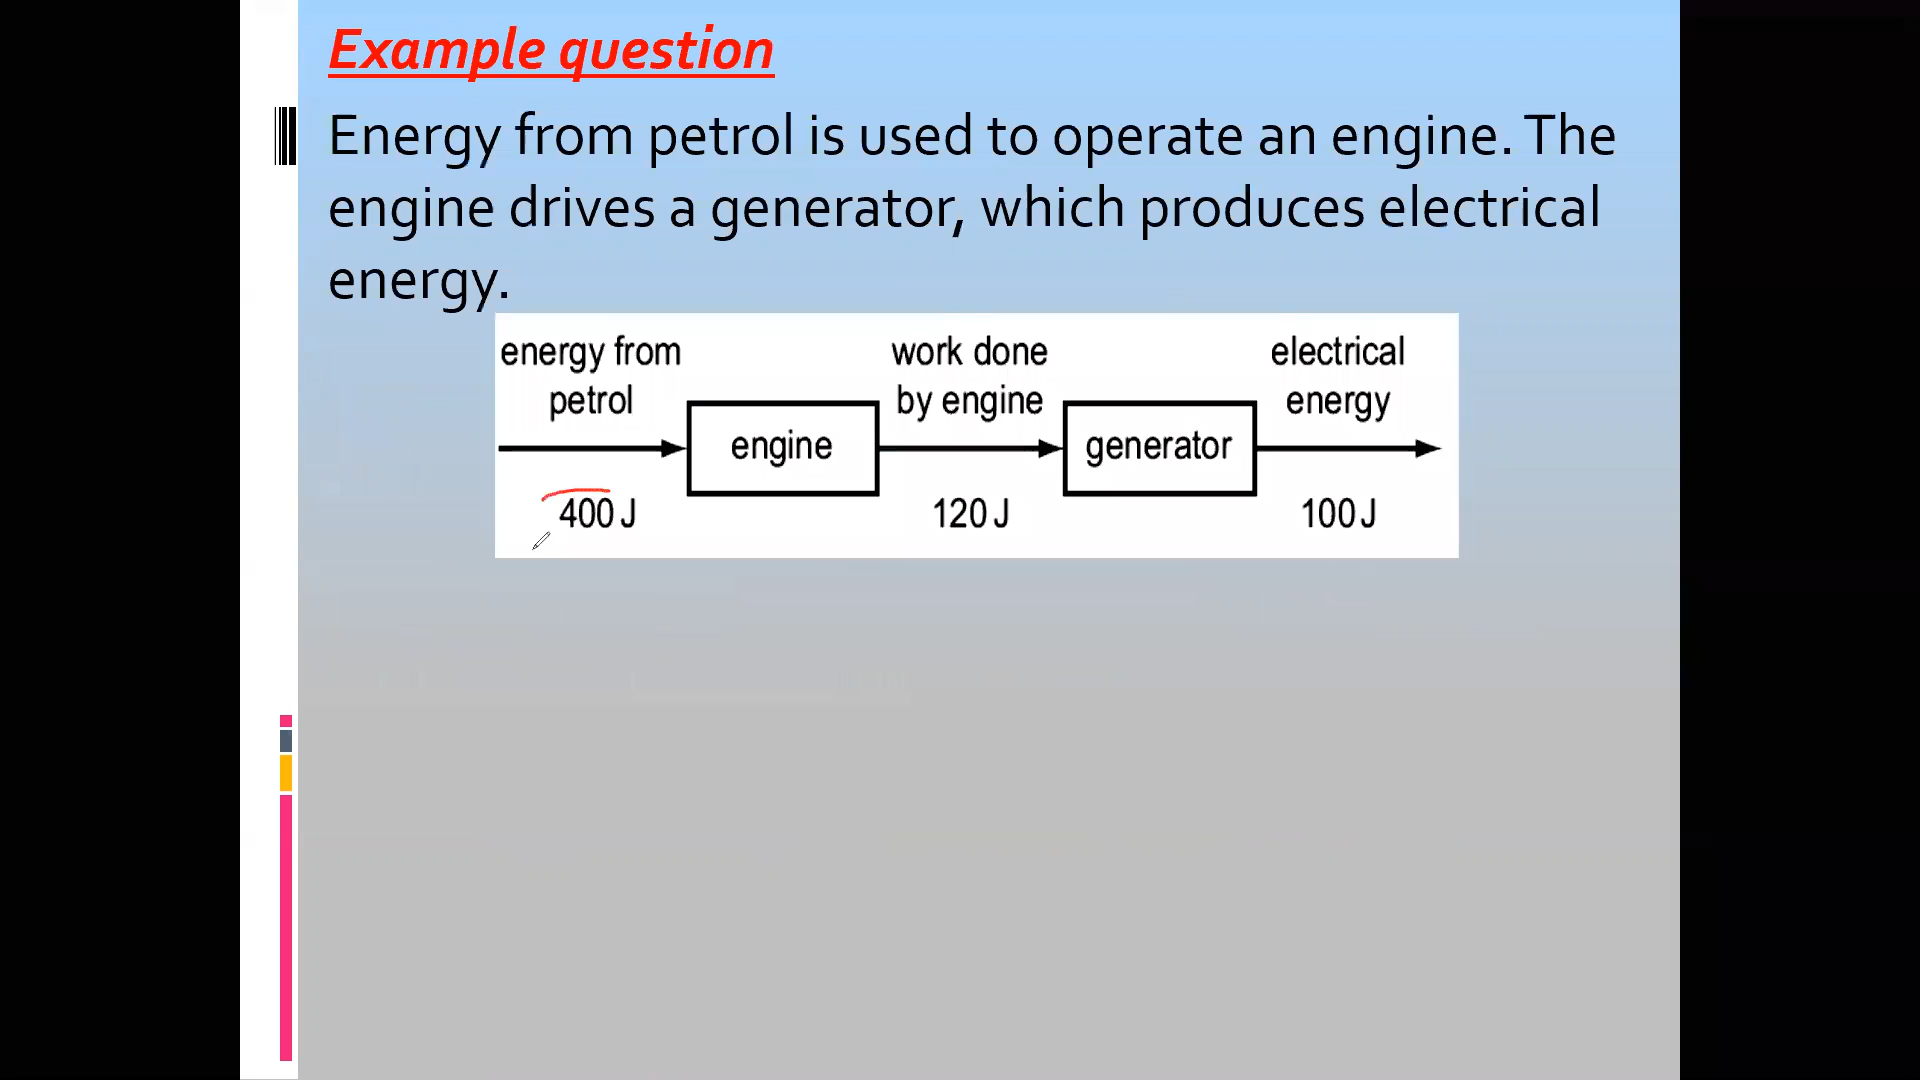 Example question
Energy from petrol is used to operate an engine. The
engine drives a generator, which produces electrical
energy.
energy from
petrol
work done
by engine
electrical
energy
engine
generator
400 J
120 J
100 J